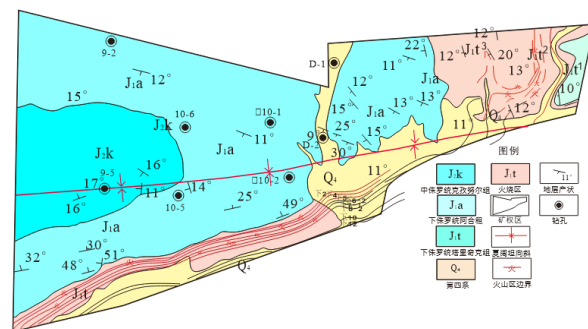 9-2
D-1
12°
22°
12°
J₁t³
J₁t²
20°
J₁t¹
J₁a
12°
11°
J₁a
13°
10°
15°
10-6
10-1
15°
J₁a
13°
13°
12°
J₂k
J₁a
11°
9
25°
11
Q₄
D-2
15°
J₂k
16°
30°
9-5
17°
11°
14°
10-2
Q₄
11°
16°
10-5
25°
49°
J₁a
32°
30°
51°
48°
Q₄
J₁t
图例
J₂k
J₁t
11°
中侏罗统克孜努尔组
火烧区
地层产状
J₁a
下侏罗统阿合组
矿权区
钻孔
J₁t
下侏罗统塔里奇克组
夏阔坦向斜
Q₄
第四系
火山区边界